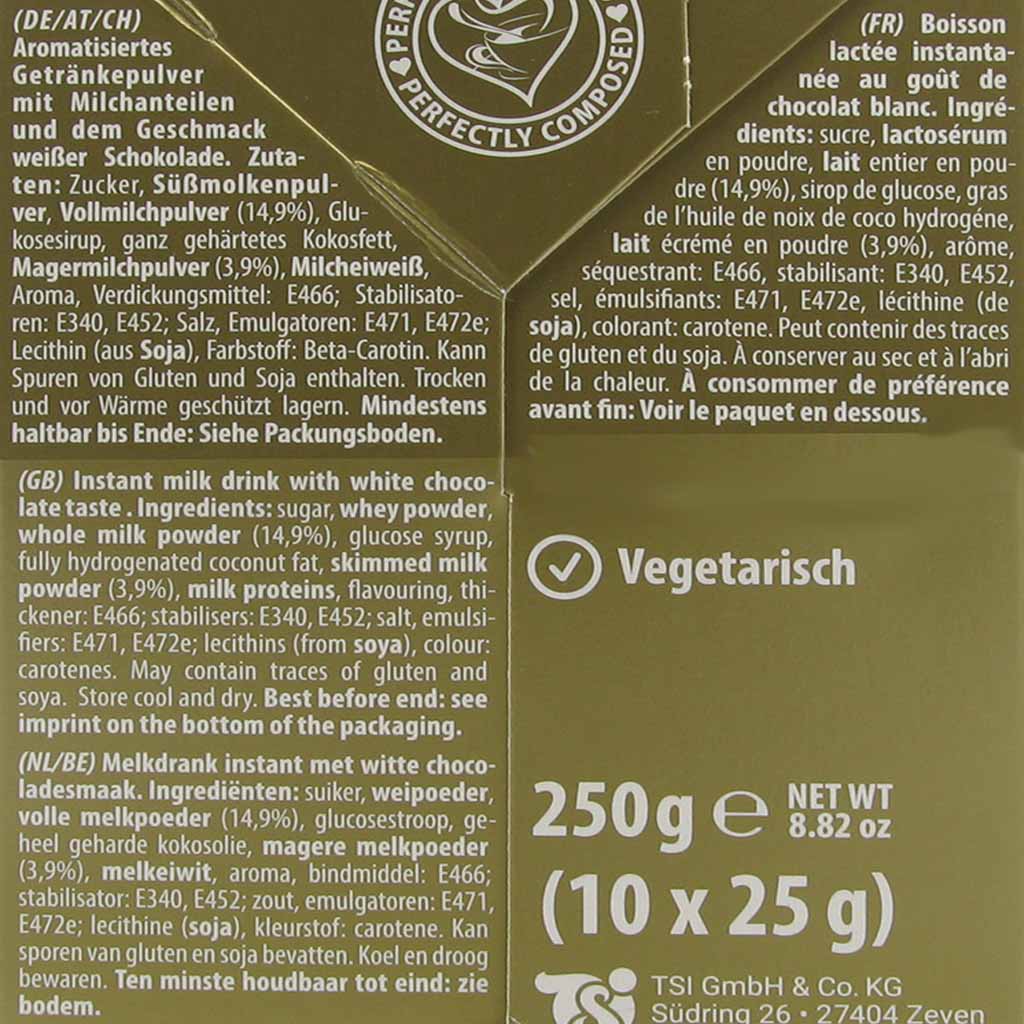 (DE/AT/CH)
Aromatisiertes
Getränkepulver
mit Milchanteilen
und dem Geschmack
weißer Schokolade. Zuta-
ten: Zucker, Süßmolkenpul-
ver, Vollmilchpulver (14,9%), Glu-
kosesirup, ganz gehärtetes Kokosfett,
Magermilchpulver (3,9%), Milcheiweiß,
Aroma, Verdickungsmittel: E466; Stabilisato-
ren: E340, E452; Salz, Emulgatoren: E471, E472e;
Lecithin (aus Soja), Farbstoff: Beta-Carotin. Kann
Spuren von Gluten und Soja enthalten. Trocken
und vor Wärme geschützt lagern. Mindestens
haltbar bis Ende: Siehe Packungsboden.
PERFECTLY COMPOSED
(FR) Boisson
lactée instanta-
née au goût de
chocolat blanc. Ingré-
dients: sucre, lactosérum
en poudre, lait entier en pou-
dre (14,9%), sirop de glucose, gras
de l'huile de noix de coco hydrogéne,
lait écrémé en poudre (3,9%), arôme,
séquestrant: E466, stabilisant: E340, E452,
sel, émulsifiants: E471, E472e, lécithine (de
soja), colorant: carotene. Peut contenir des traces
de gluten et du soja. À conserver au sec et à l'abri
de la chaleur. À consommer de préférence
avant fin: Voir le paquet en dessous.
(GB) Instant milk drink with white choco-
late taste . Ingredients: sugar, whey powder,
whole milk powder (14,9%), glucose syrup,
fully hydrogenated coconut fat, skimmed milk
powder (3,9%), milk proteins, flavouring, thi-
ckener: E466; stabilisers: E340, E452; salt, emulsi-
fiers: E471, E472e; lecithins (from soya), colour:
carotenes. May contain traces of gluten and
soya. Store cool and dry. Best before end: see
imprint on the bottom of the packaging.
(NL/BE) Melkdrank instant met witte choco-
ladesmaak. Ingrediënten: suiker, weipoeder,
volle melkpoeder (14,9%), glucosestroop, ge-
heel geharde kokosolie, magere melkpoeder
(3,9%), melkeiwit, aroma, bindmiddel: E466;
stabilisator: E340, E452; zout, emulgatoren: E471,
E472e; lecithine (soja), kleurstof: carotene. Kan
sporen van gluten en soja bevatten. Koel en droog
bewaren. Ten minste houdbaar tot eind: zie
bodem.
Vegetarisch
250g ℮ NET WT
8.82 oz
(10 x 25 g)
TSI GmbH & Co. KG
Südring 26 • 27404 Zeven